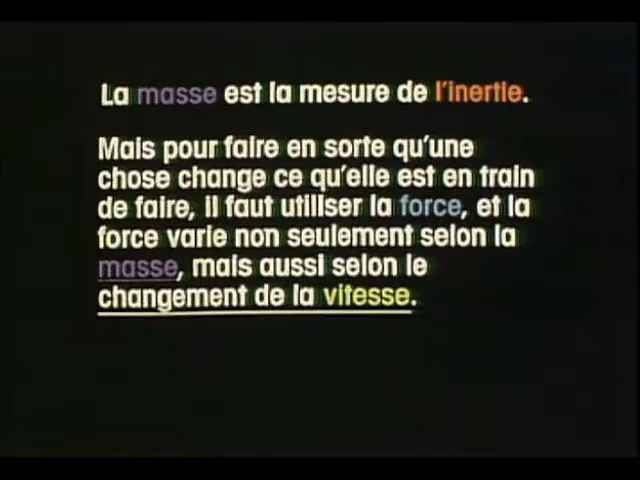 La masse est la mesure de l'inertie.
Mais pour faire en sorte qu'une
chose change ce qu'elle est en train
de faire, il faut utiliser la force, et la
force varie non seulement selon la
masse, mais aussi selon le
changement de la vitesse.